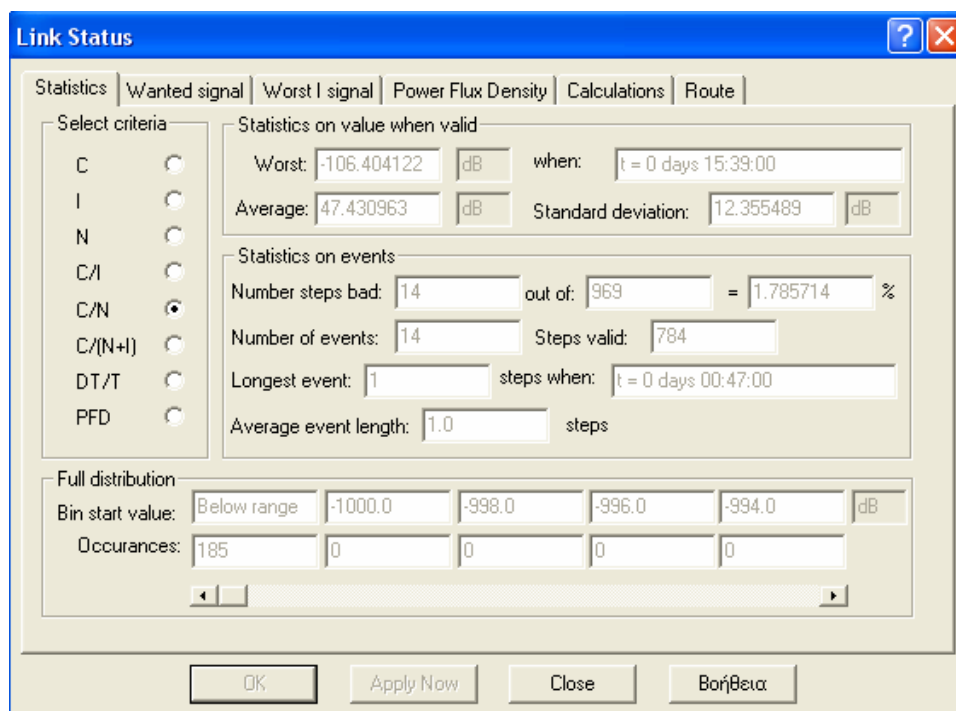 Link Status
Statistics Wanted signal Worst I signal Power Flux Density Calculations Route
Select criteria
C
I
N
C/I
C/N
C/(N+I)
DT/T
PFD
Statistics on value when valid
Worst: -106.404122 dB when: t = 0 days 15:39:00
Average: 47.430963 dB Standard deviation: 12.355489 dB
Statistics on events
Number steps bad: 14 out of: 969 = 1.785714 %
Number of events: 14 Steps valid: 784
Longest event: 1 steps when: t = 0 days 00:47:00
Average event length: 1.0 steps
Full distribution
Bin start value: Below range -1000.0 -998.0 -996.0 -994.0 dB
Occurances: 185 0 0 0 0
OK Apply Now Close Βοήθεια